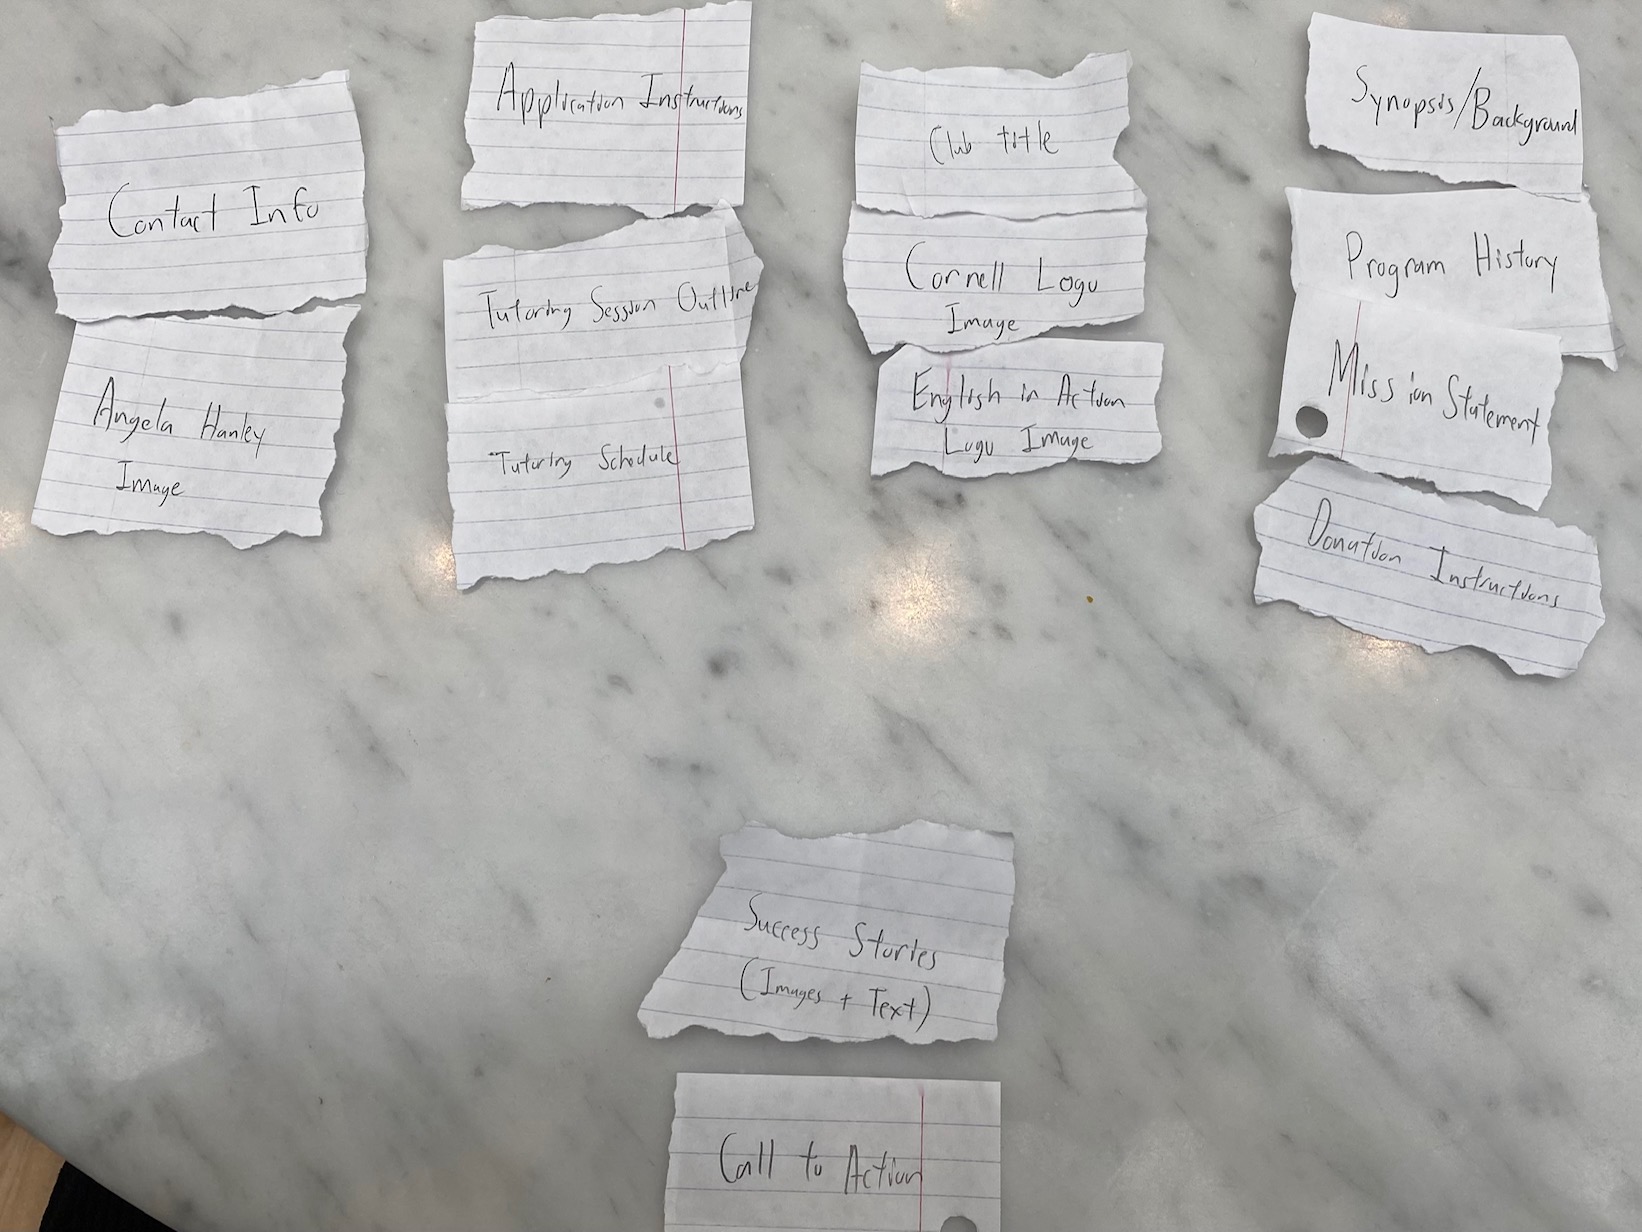 Contact Info
Angela Hanley
Image
Application Instructions
Tutoring Session Outline
Tutoring Schedule
Club title
Cornell Logo
Image
English in Action
Logo Image
Synopsis/Background
Program History
Mission Statement
Donation Instructions
Success Stories
(Images + Text)
Call to Action